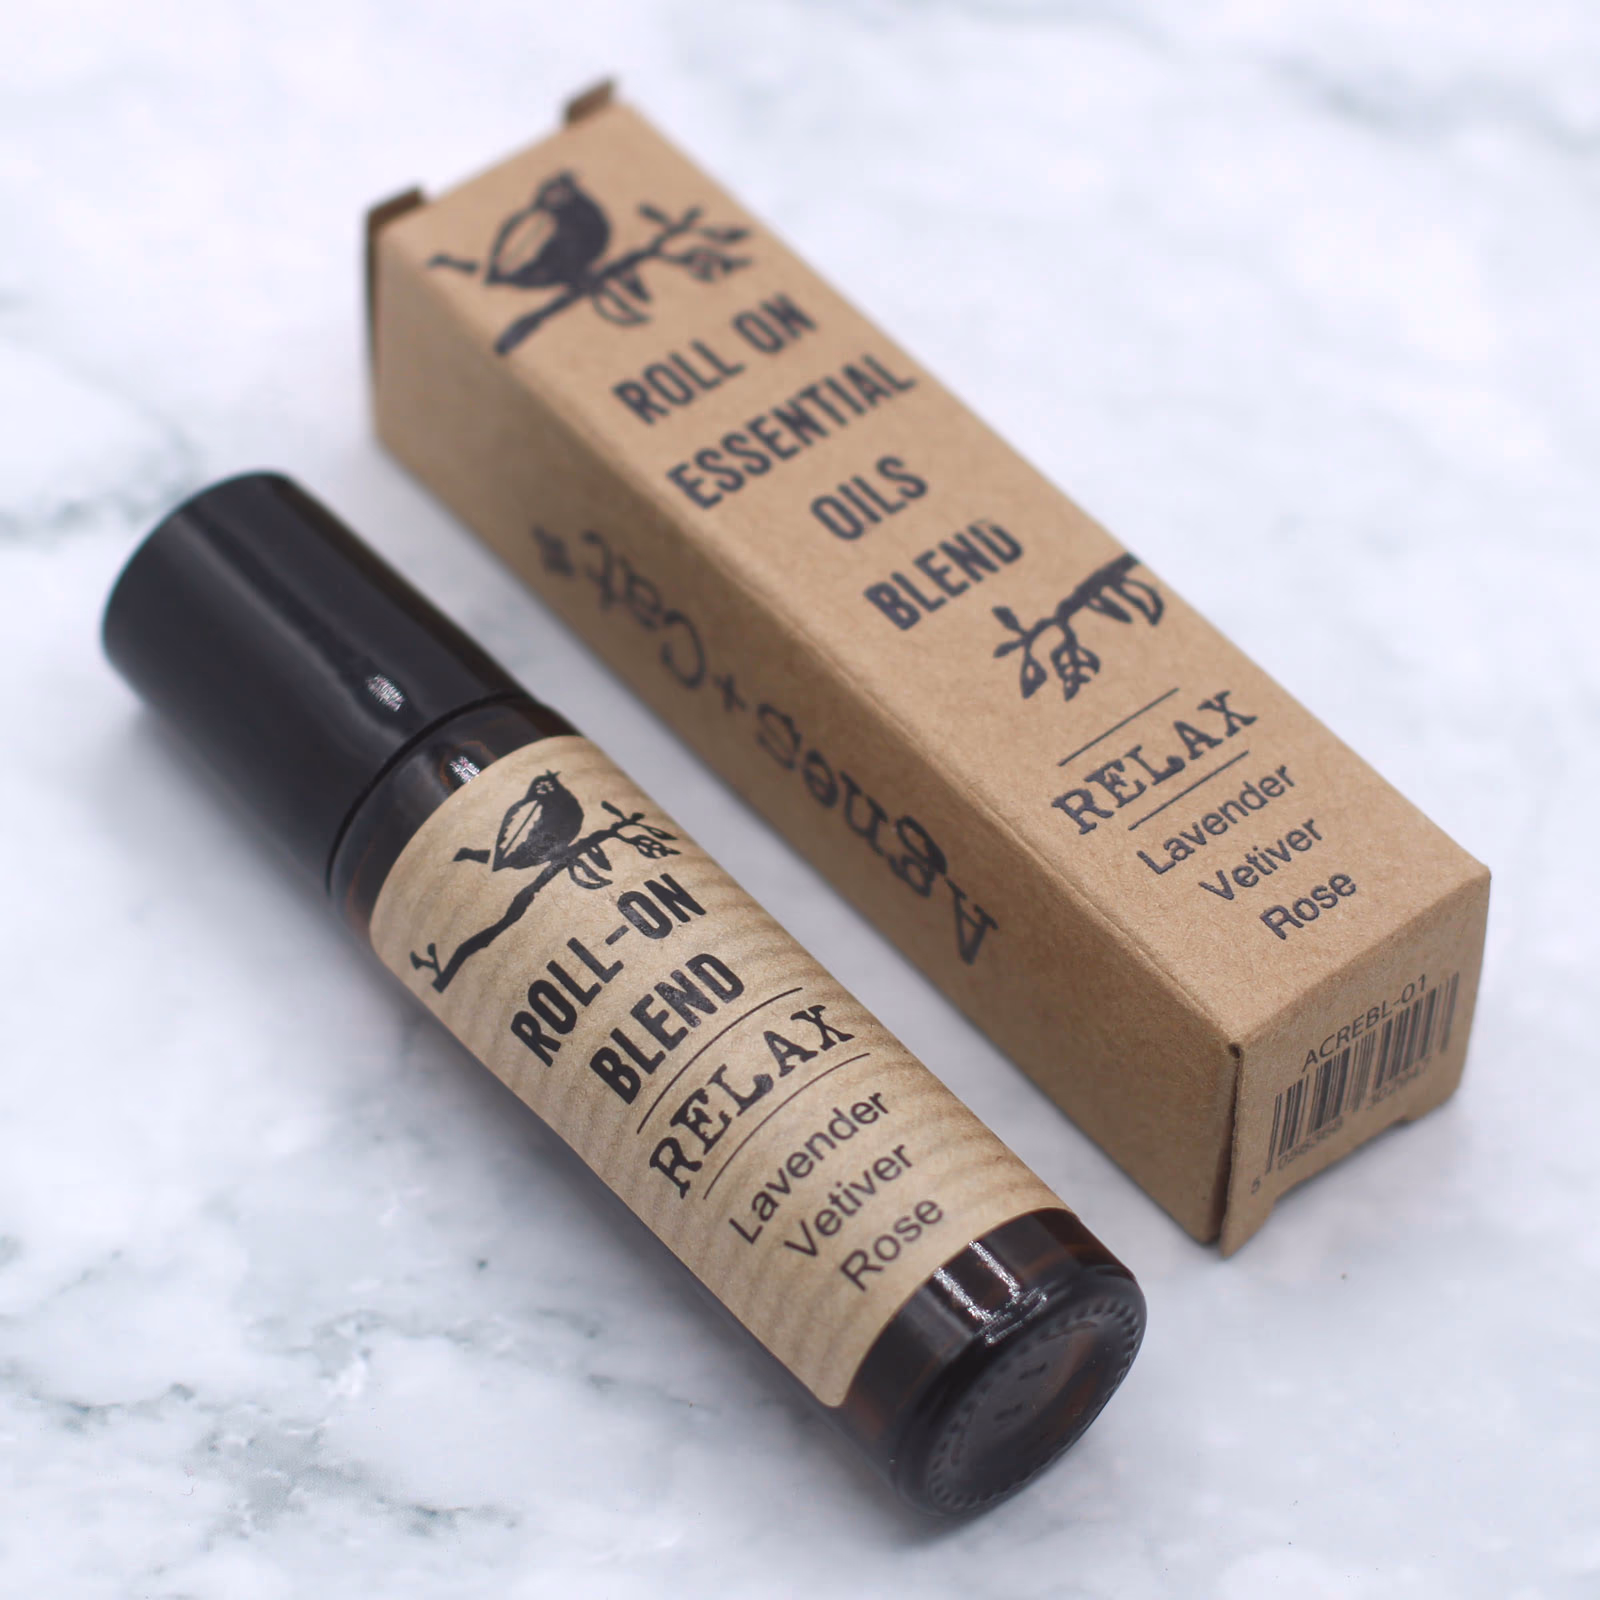 ROLL ON
ESSENTIAL
OILS
BLEND
RELAX
Lavender
Vetiver
Rose
Agnes+Cat
ACREBL-01
ROLL-ON
BLEND
RELAX
Lavender
Vetiver
Rose